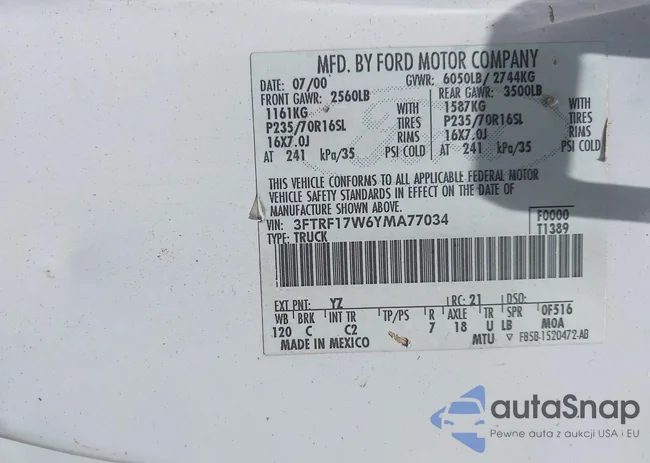 MFD. BY FORD MOTOR COMPANY
DATE: 07/00 GVWR: 6050LB/ 2744KG
FRONT GAWR: 2560LB REAR GAWR: 3500LB
1161KG WITH 1587KG WITH
P235/70R16SL TIRES P235/70R16SL TIRES
16X7.0J RIMS 16X7.0J RIMS
AT 241 kPa/35 PSI COLD AT 241 kPa/35 PSI COLD
THIS VEHICLE CONFORMS TO ALL APPLICABLE FEDERAL MOTOR
VEHICLE SAFETY STANDARDS IN EFFECT ON THE DATE OF
MANUFACTURE SHOWN ABOVE.
VIN: 3FTRF17W6YMA77034 F0000
TYPE: TRUCK T1389
EXT PNT: YZ RC: 21 DSO:
WB BRK INT TR TP/PS R AXLE TR SPR 0F516
120 C C2 7 18 U LB MOA
MADE IN MEXICO MTU F85B-1520472-AB
autaSnap
Pewne auta z aukcji USA i EU